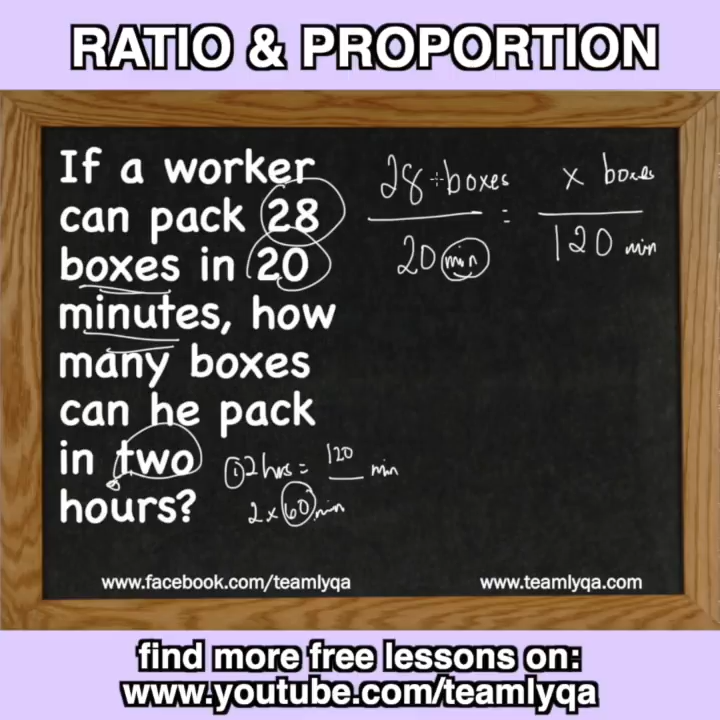 RATIO & PROPORTION
If a worker
can pack 28
boxes in 20
minutes, how
many boxes
can he pack
in two
hours?
28 boxes = x boxes
20 min 120 min
① 2 hrs = 120 min
2 x 60 min
www.facebook.com/teamlyqa
www.teamlyqa.com
find more free lessons on:
www.youtube.com/teamlyqa